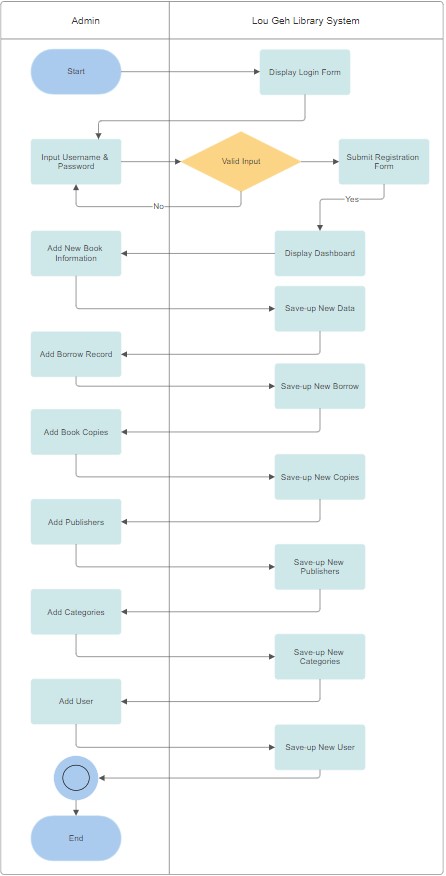 Admin
Lou Geh Library System
Start
Display Login Form
Input Username &
Password
Valid Input
Submit Registration
Form
No
Yes
Add New Book
Information
Display Dashboard
Save-up New Data
Add Borrow Record
Save-up New Borrow
Add Book Copies
Save-up New Copies
Add Publishers
Save-up New
Publishers
Add Categories
Save-up New
Categories
Add User
Save-up New User
End